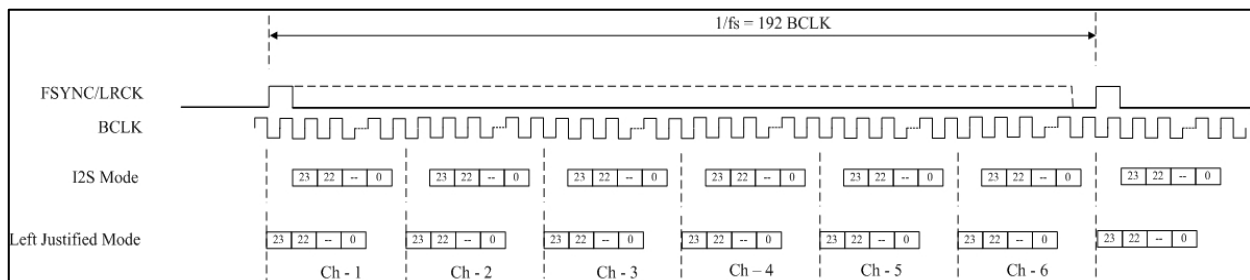 1/fs = 192 BCLK
FSYNC/LRCK
BCLK
I2S Mode 23 22 -- 0 23 22 -- 0 23 22 -- 0 23 22 -- 0 23 22 -- 0 23 22 -- 0 23 22 -- 0
Left Justified Mode 23 22 -- 0 23 22 -- 0 23 22 -- 0 23 22 -- 0 23 22 -- 0 23 22 -- 0 23 22 -- 0
Ch - 1 Ch - 2 Ch - 3 Ch – 4 Ch - 5 Ch - 6